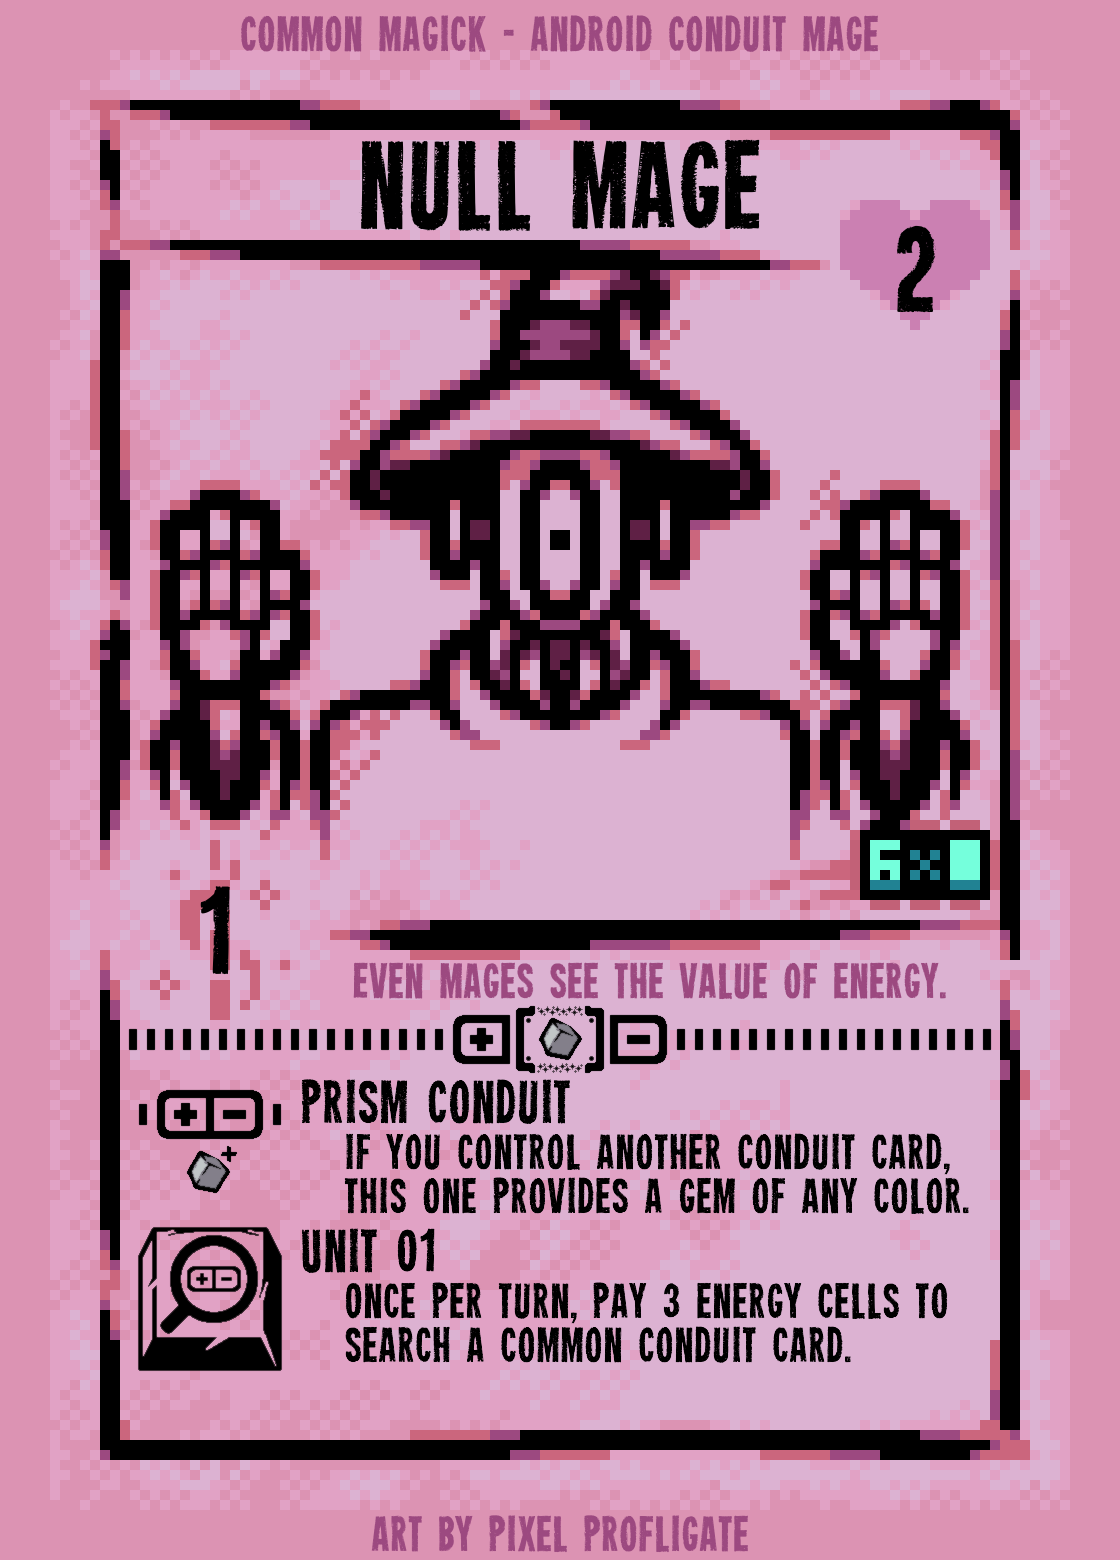 COMMON MAGICK - ANDROID CONDUIT MAGE
NULL MAGE
2
6×
1
EVEN MAGES SEE THE VALUE OF ENERGY.
PRISM CONDUIT
IF YOU CONTROL ANOTHER CONDUIT CARD,
THIS ONE PROVIDES A GEM OF ANY COLOR.
UNIT 01
ONCE PER TURN, PAY 3 ENERGY CELLS TO
SEARCH A COMMON CONDUIT CARD.
ART BY PIXEL PROFLIGATE